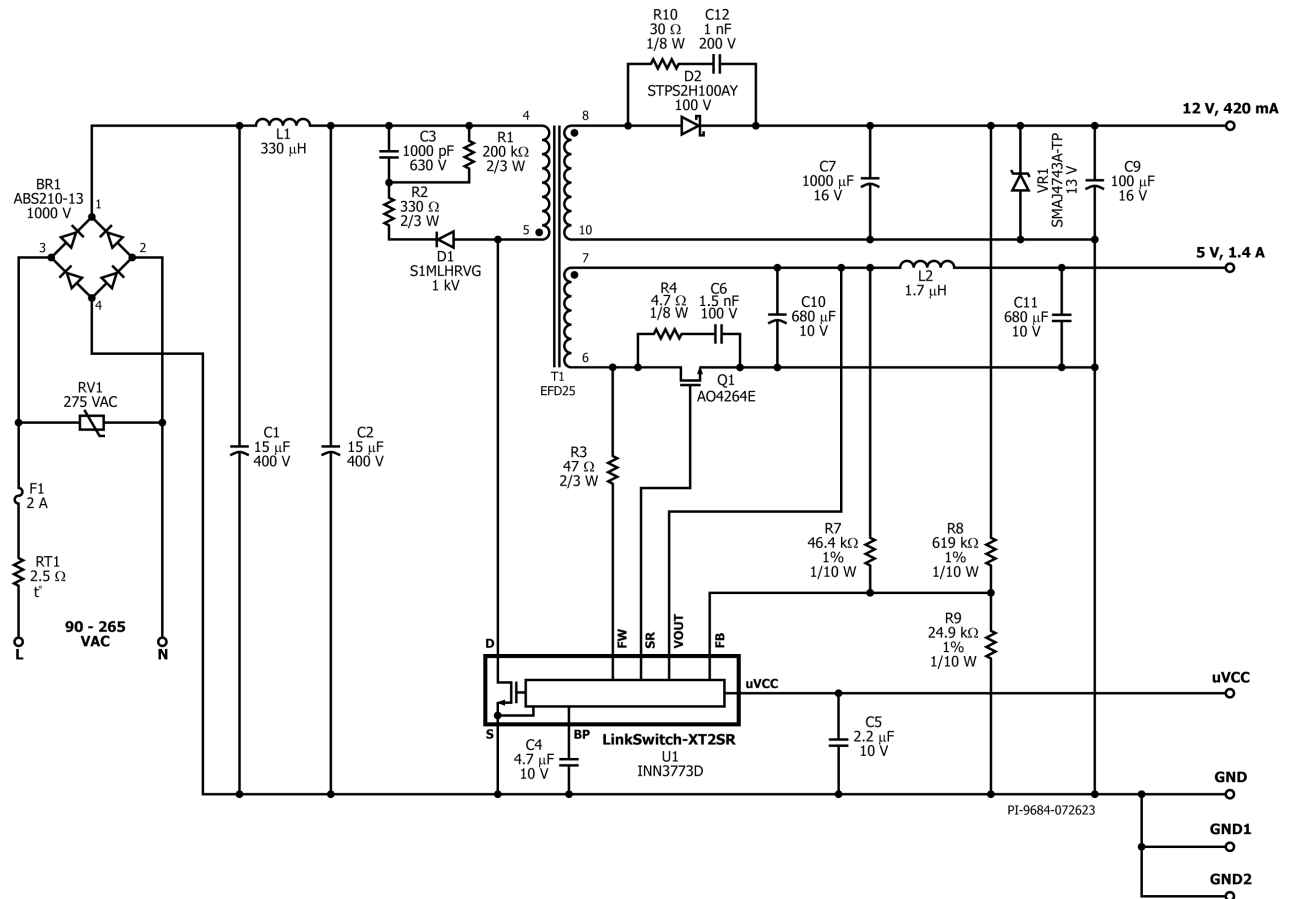 R10
30 Ω
1/8 W
C12
1 nF
200 V
D2
STPS2H100AY
100 V
12 V, 420 mA
4
8
L1
330 μH
C3
1000 pF
630 V
R1
200 kΩ
2/3 W
C7
1000 μF
16 V
VR1
SMAJ4743A-TP
13 V
C9
100 μF
16 V
BR1
ABS210-13
1000 V
1
R2
330 Ω
2/3 W
5
10
3
2
D1
S1MLHRVG
1 kV
7
5 V, 1.4 A
L2
1.7 μH
R4
4.7 Ω
1/8 W
C6
1.5 nF
100 V
C10
680 μF
10 V
C11
680 μF
10 V
4
6
T1
EFD25
Q1
AO4264E
RV1
275 VAC
C1
15 μF
400 V
C2
15 μF
400 V
R3
47 Ω
2/3 W
F1
2 A
R7
46.4 kΩ
1%
1/10 W
R8
619 kΩ
1%
1/10 W
RT1
2.5 Ω
t°
90 - 265
VAC
L
N
R9
24.9 kΩ
1%
1/10 W
D
FW
SR
VOUT
FB
uVCC
uVCC
S
BP
LinkSwitch-XT2SR
U1
INN3773D
C4
4.7 μF
10 V
C5
2.2 μF
10 V
GND
PI-9684-072623
GND1
GND2